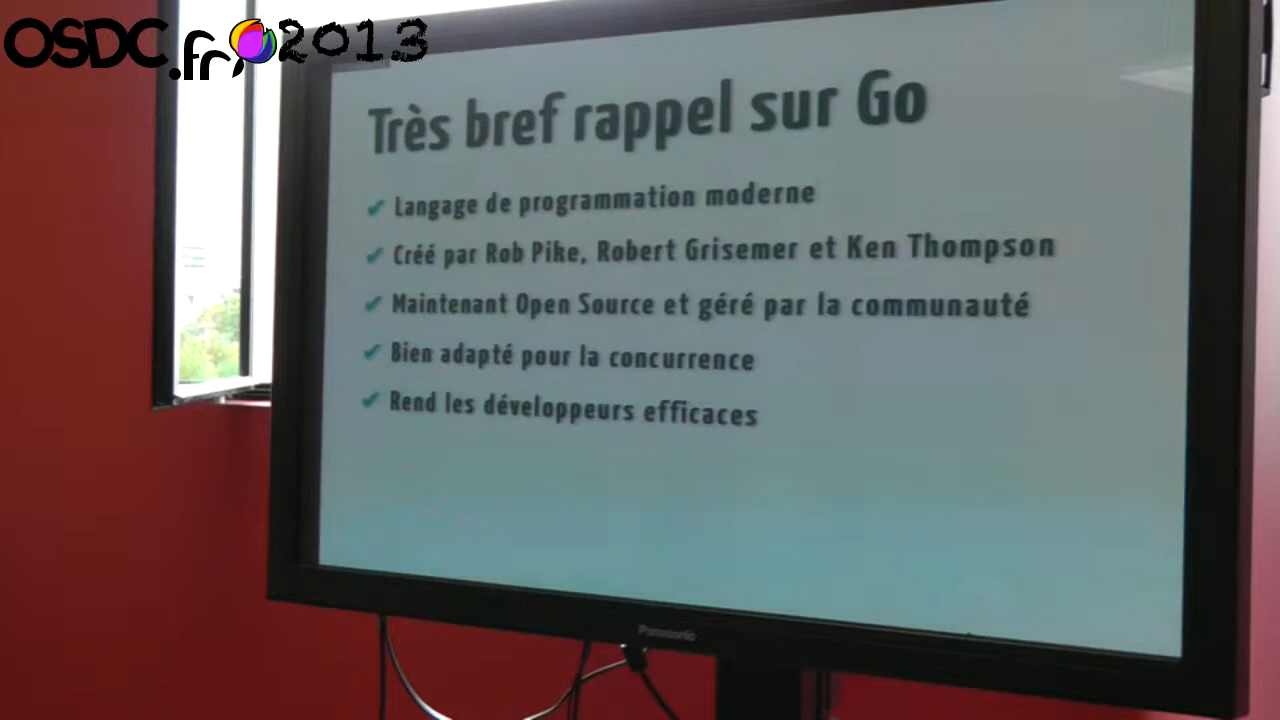 OSDC.fr 2013
Très bref rappel sur Go
✔ Langage de programmation moderne
✔ Créé par Rob Pike, Robert Grisemer et Ken Thompson
✔ Maintenant Open Source et géré par la communauté
✔ Bien adapté pour la concurrence
✔ Rend les développeurs efficaces
Panasonic